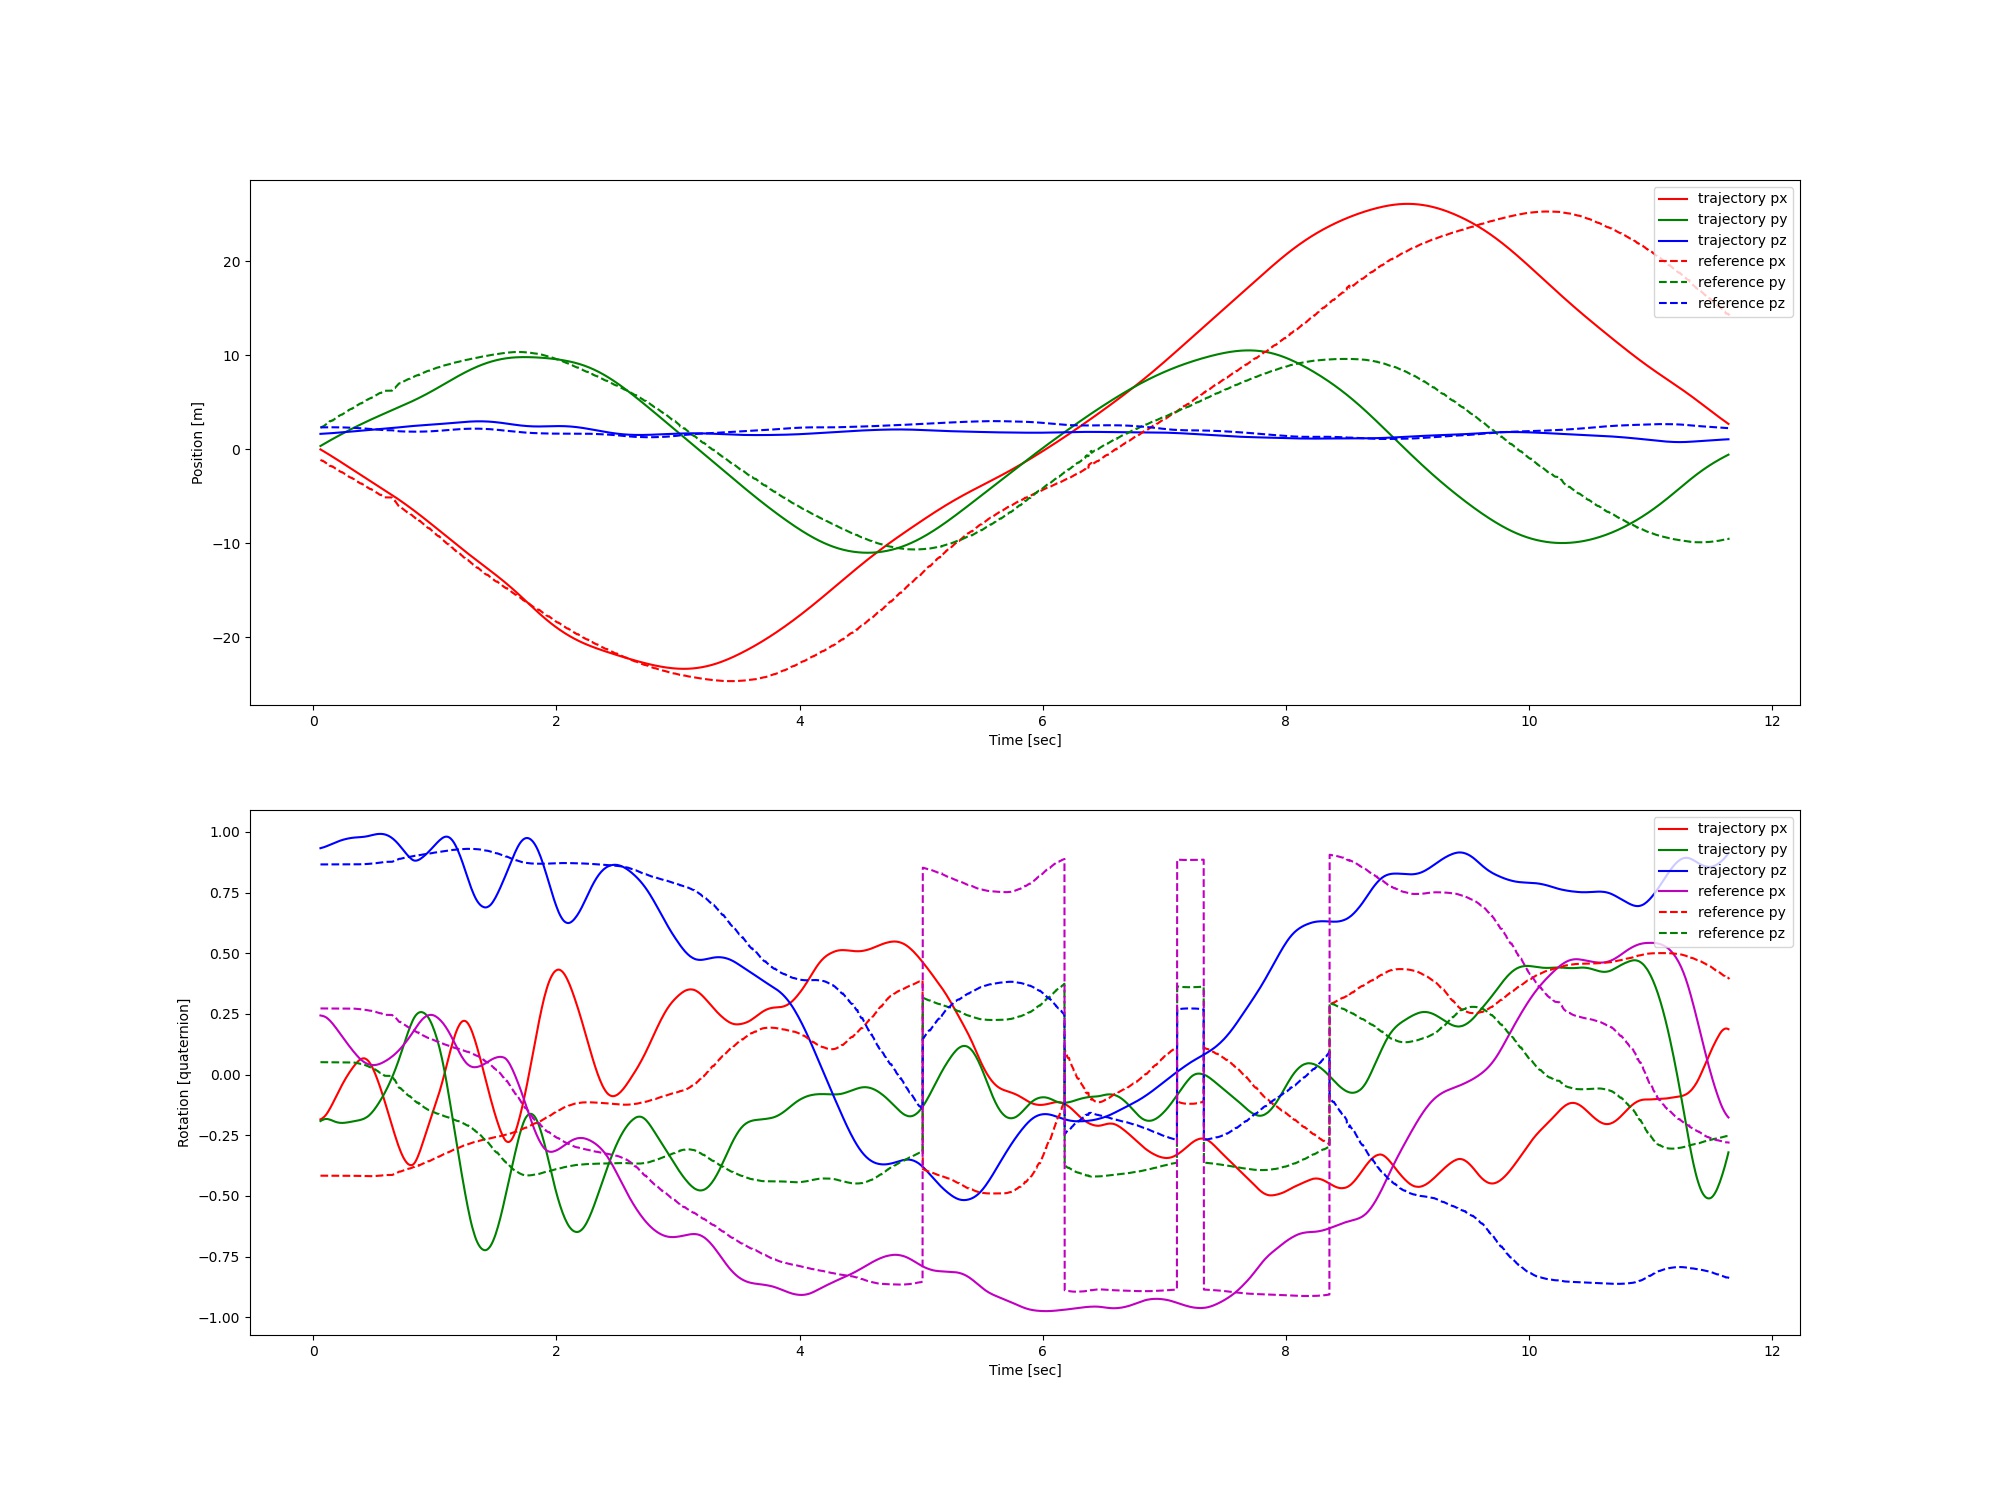 trajectory px
trajectory py
trajectory pz
reference px
reference py
reference pz
20
10
0
−10
−20
Position [m]
0 2 4 6 8 10 12
Time [sec]
trajectory px
trajectory py
trajectory pz
reference px
reference py
reference pz
1.00
0.75
0.50
0.25
0.00
−0.25
−0.50
−0.75
−1.00
Rotation [quaternion]
0 2 4 6 8 10 12
Time [sec]